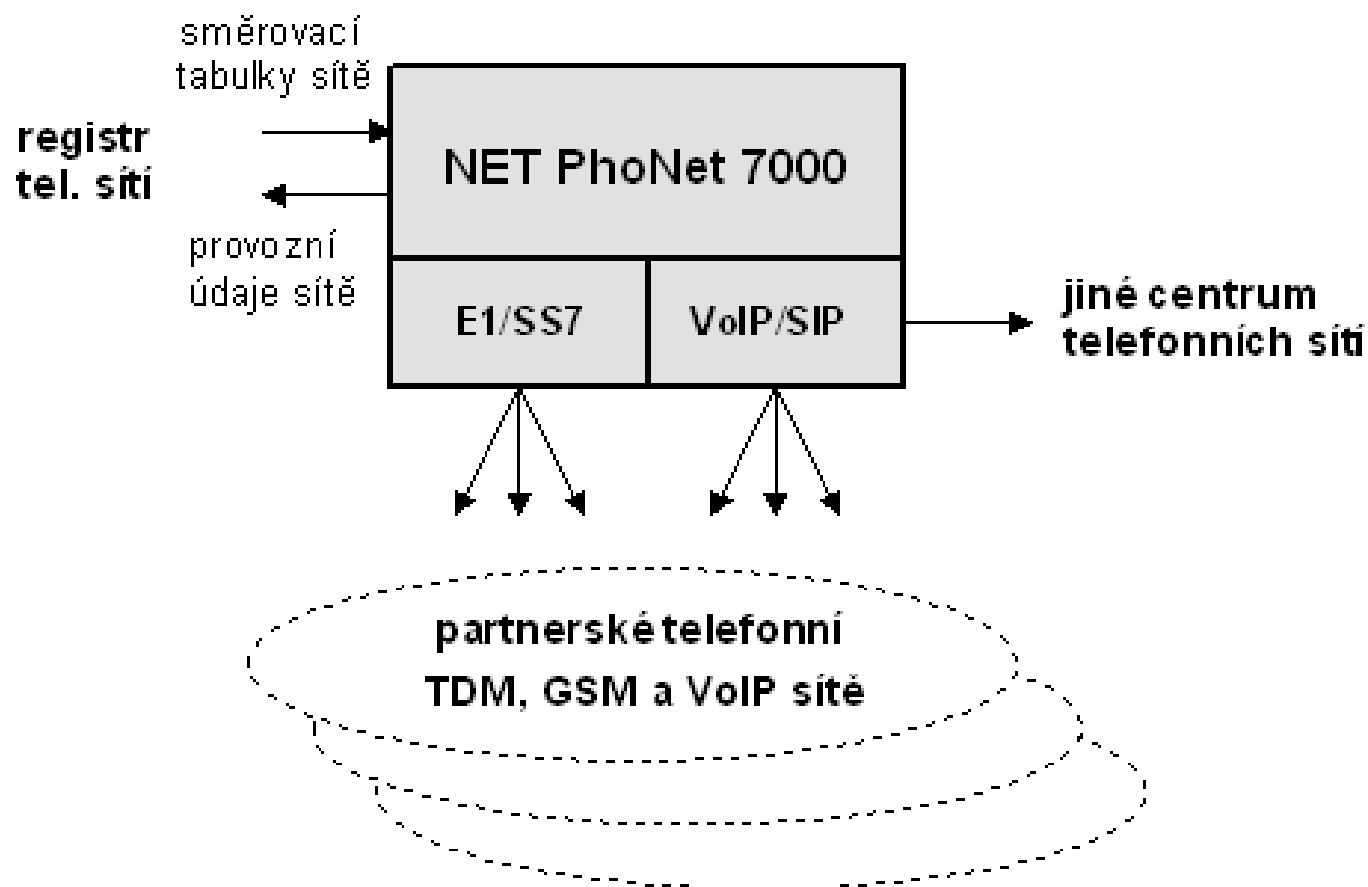 směrovací
tabulky sítě
registr
tel. sítí
provozní
údaje sítě
NET PhoNet 7000
E1/SS7
VoIP/SIP
jiné centrum
telefonních sítí
partnerské telefonní
TDM, GSM a VoIP sítě